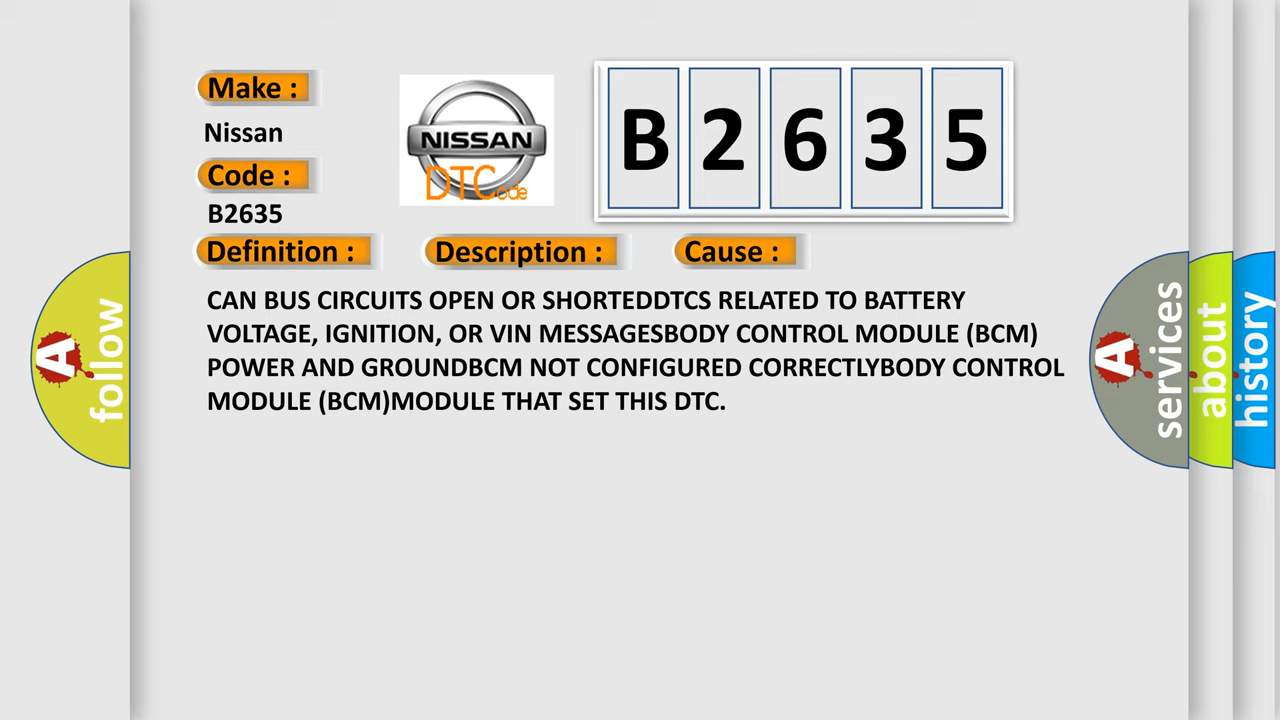 Make :
Nissan
Code :
B2635
NISSAN
DTCode
B 2 6 3 5
Definition :
Description :
Cause :
CAN BUS CIRCUITS OPEN OR SHORTEDDTCS RELATED TO BATTERY
VOLTAGE, IGNITION, OR VIN MESSAGESBODY CONTROL MODULE (BCM)
POWER AND GROUNDBCM NOT CONFIGURED CORRECTLYBODY CONTROL
MODULE (BCM)MODULE THAT SET THIS DTC.
A
follow
A
services
about
history